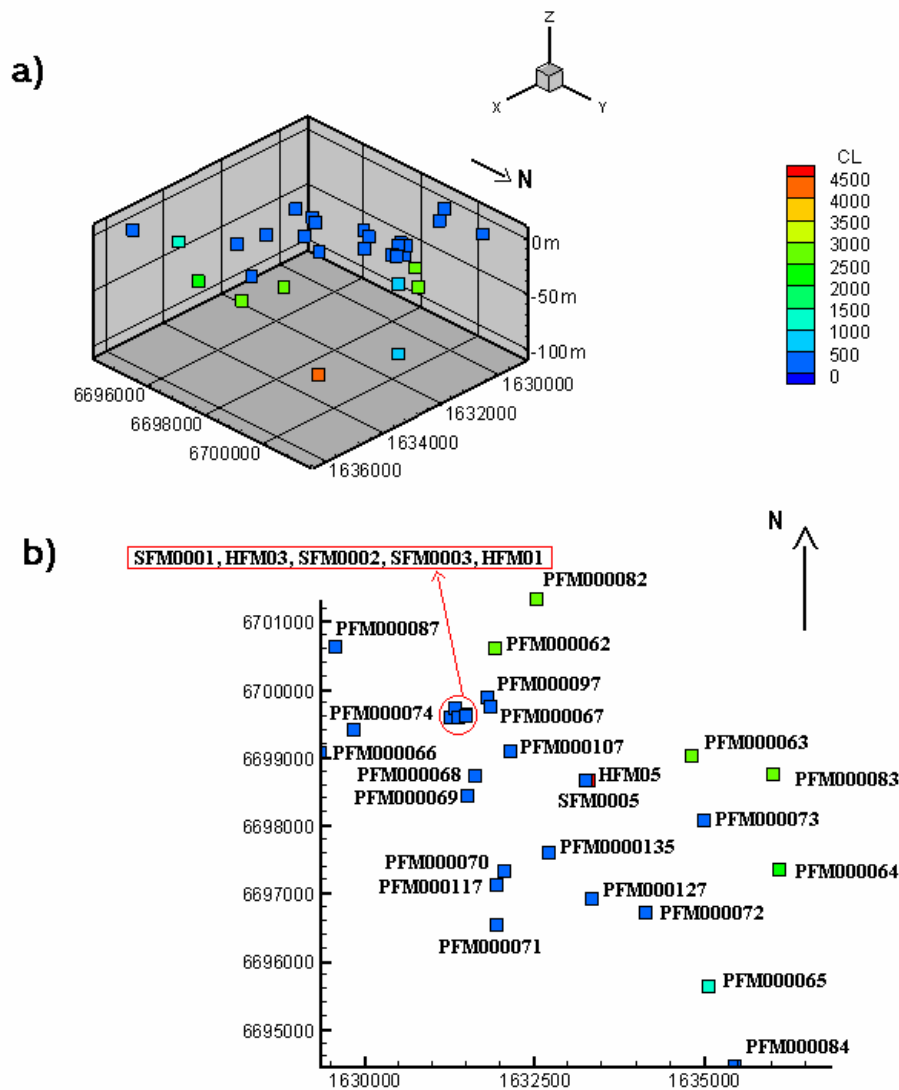 a)
Z
X
Y
N
CL
4500
4000
3500
3000
2500
2000
1500
1000
500
0
0m
-50m
-100m
6696000
6698000
6700000
1630000
1632000
1634000
1636000
b)
N
SFM0001, HFM03, SFM0002, SFM0003, HFM01
PFM000082
6701000
PFM000087
PFM000062
6700000
PFM000097
PFM000074
PFM000067
6699000
PFM000066
PFM000107
PFM000063
PFM000068
HFM05
PFM000083
PFM000069
SFM0005
6698000
PFM000073
PFM0000135
PFM000070
PFM000064
PFM000117
6697000
PFM000127
PFM000072
PFM000071
6696000
PFM000065
6695000
PFM000084
1630000
1632500
1635000